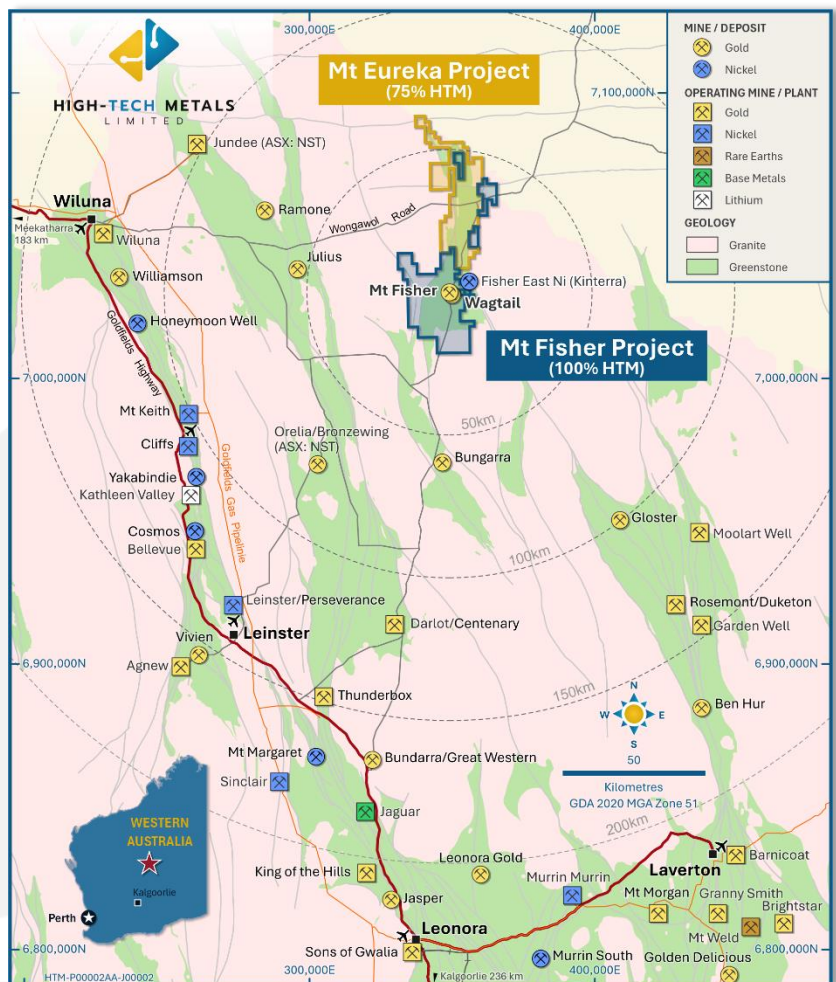 HIGH-TECH METALS
LIMITED
300,000E
400,000E
Mt Eureka Project
(75% HTM)
7,100,000N
MINE / DEPOSIT
Gold
Nickel
OPERATING MINE / PLANT
Gold
Nickel
Rare Earths
Base Metals
Lithium
GEOLOGY
Granite
Greenstone
Jundee (ASX: NST)
Wiluna
Meekatharra
183 km
Wiluna
Ramone
Wongawol Road
Julius
Williamson
Fisher East Ni (Kinterra)
Mt Fisher
Wagtail
Honeymoon Well
Goldfields Highway
Mt Fisher Project
(100% HTM)
7,000,000N
7,000,000N
Mt Keith
Cliffs
50km
Orelia/Bronzewing
(ASX: NST)
Bungarra
Goldfields Gas Pipelinie
Yakabindie
Kathleen Valley
Gloster
Moolart Well
Cosmos
Bellevue
100km
Leinster/Perseverance
Rosemont/Duketon
Darlot/Centenary
Garden Well
Leinster
Vivien
Agnew
6,900,000N
6,900,000N
150km
Thunderbox
N
W
E
S
Ben Hur
50
Kilometres
GDA 2020 MGA Zone 51
Mt Margaret
Bundarra/Great Western
Sinclair
Jaguar
200km
WESTERN
AUSTRALIA
Kalgoorlie
Perth
Laverton
Barnicoat
Leonora Gold
King of the Hills
Murrin Murrin
Mt Morgan
Granny Smith
Brightstar
Jasper
Leonora
Mt Weld
Sons of Gwalia
Murrin South
Golden Delicious
6,800,000N
6,800,000N
HTM-P00002AA-J00002
300,000E
Kalgoorlie 236 km
400,000E